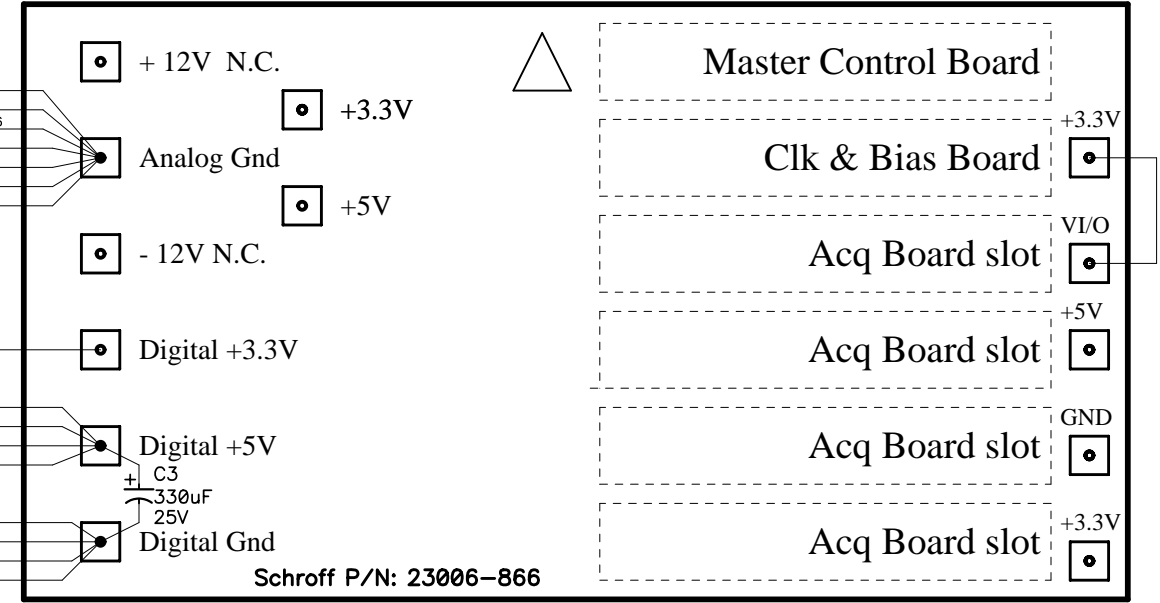 + 12V  N.C.
Master Control Board
+3.3V
+3.3V
Analog Gnd
Clk & Bias Board
+5V
VI/O
- 12V N.C.
Acq Board slot
+5V
Digital +3.3V
Acq Board slot
GND
Digital +5V
Acq Board slot
+
C3
330uF
25V
+3.3V
Digital Gnd
Acq Board slot
Schroff P/N: 23006-866